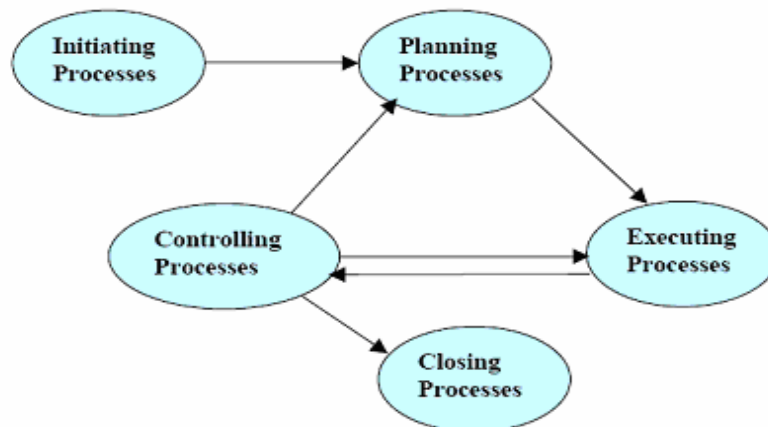 Initiating
Processes
Planning
Processes
Controlling
Processes
Executing
Processes
Closing
Processes